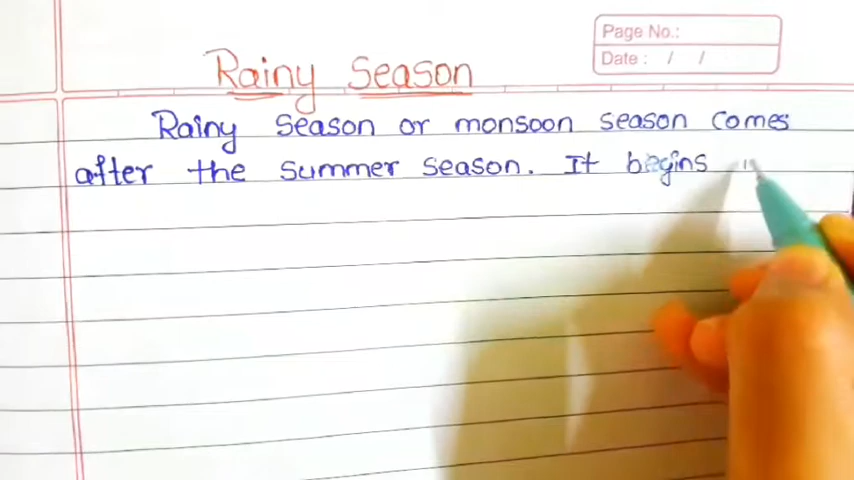 Page No.:
Date : / /
Rainy Season
Rainy season or monsoon season comes
after the summer season. It begins